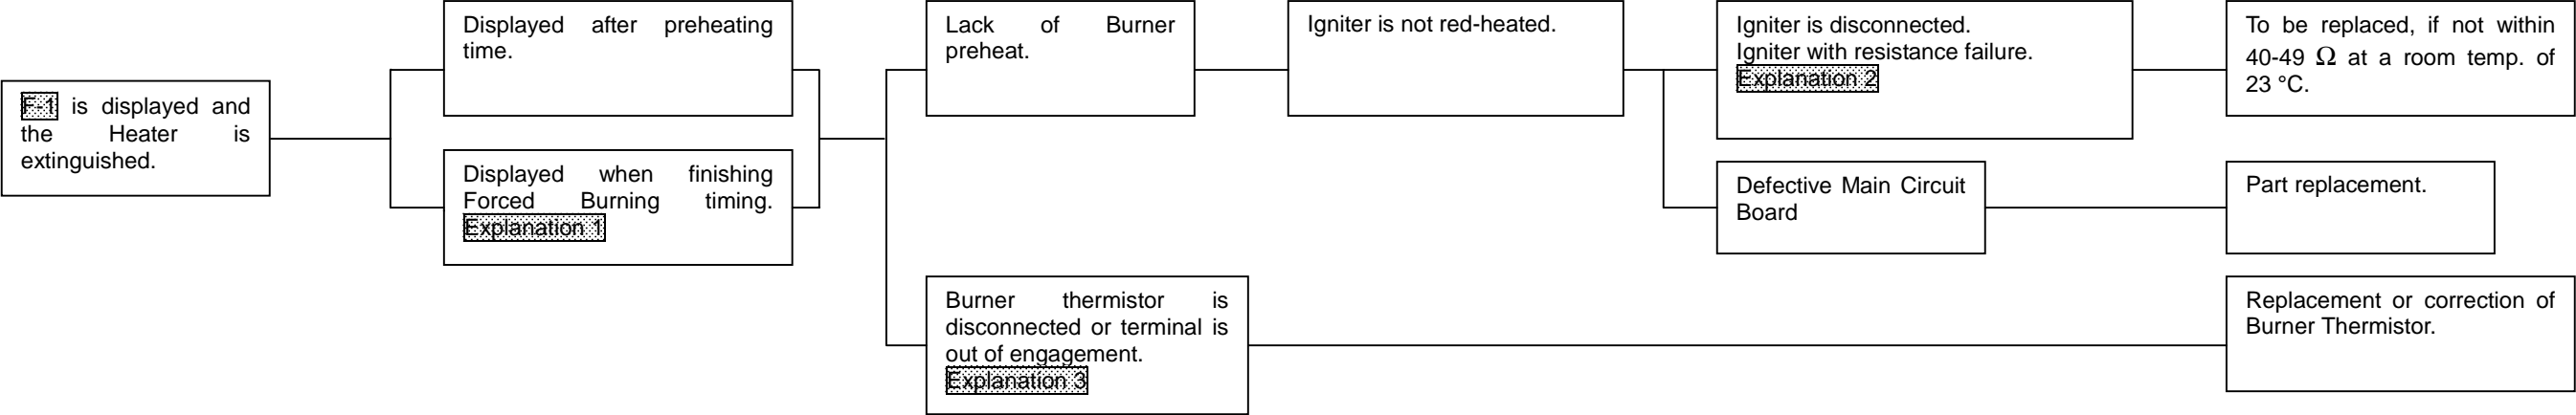 F-1 is displayed and
the Heater is
extinguished.
Displayed after preheating
time.
Displayed when finishing
Forced Burning timing.
Explanation 1
Lack of Burner
preheat.
Burner thermistor is
disconnected or terminal is
out of engagement.
Explanation 3
Igniter is not red-heated.
Igniter is disconnected.
Igniter with resistance failure.
Explanation 2
Defective Main Circuit
Board
To be replaced, if not within
40-49 Ω at a room temp. of
23 °C.
Part replacement.
Replacement or correction of
Burner Thermistor.